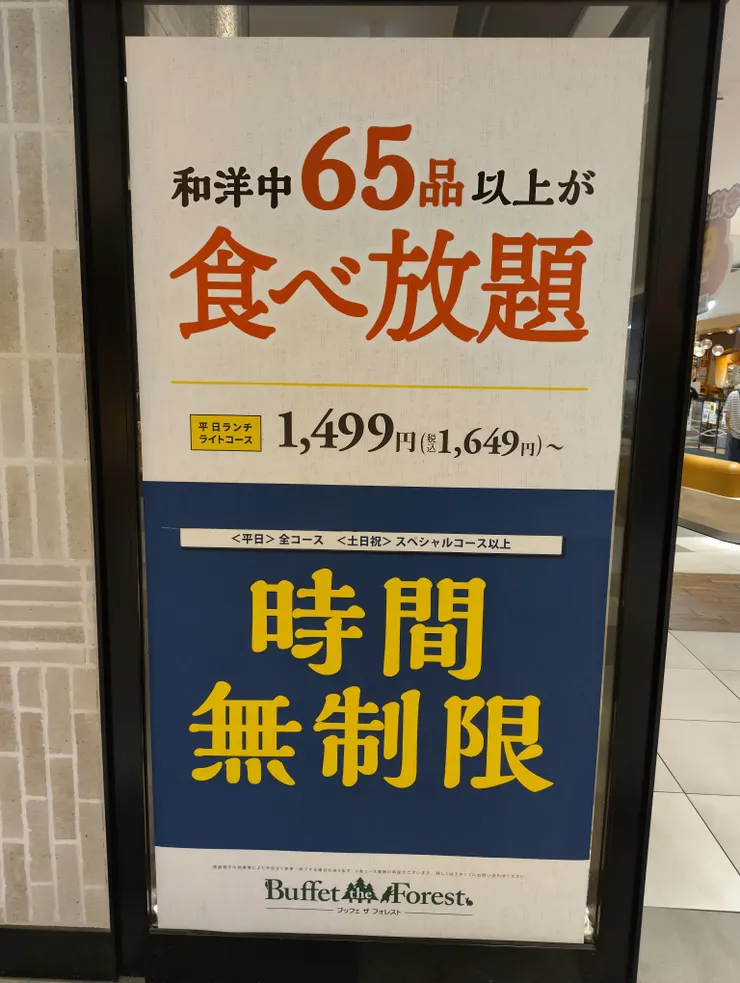 和洋中65品以上が
食べ放題
平日ランチ
ライトコース
1,499円(税込1,649円)～
＜平日＞全コース ＜土日祝＞スペシャルコース以上
時間
無制限
Buffet the Forest.
ブッフェ ザ フォレスト